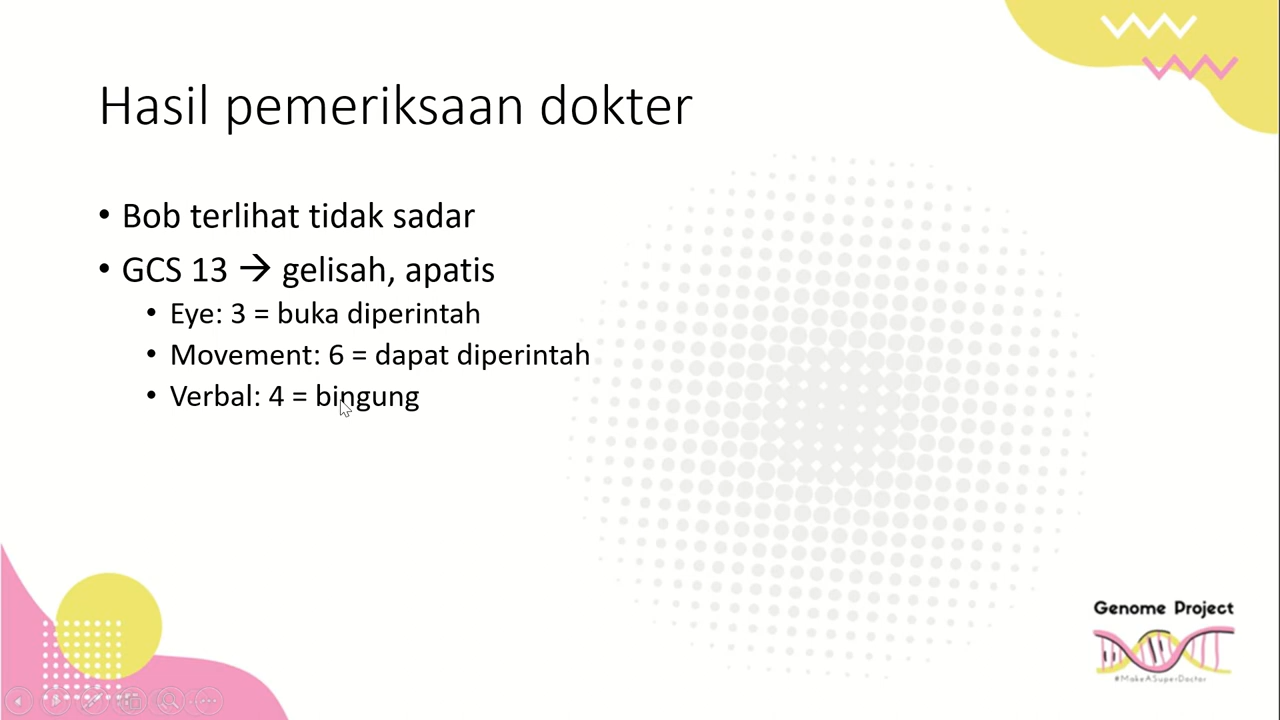 Hasil pemeriksaan dokter
• Bob terlihat tidak sadar
• GCS 13 → gelisah, apatis
• Eye: 3 = buka diperintah
• Movement: 6 = dapat diperintah
• Verbal: 4 = bingung
Genome Project
#MakeASuperDoctor